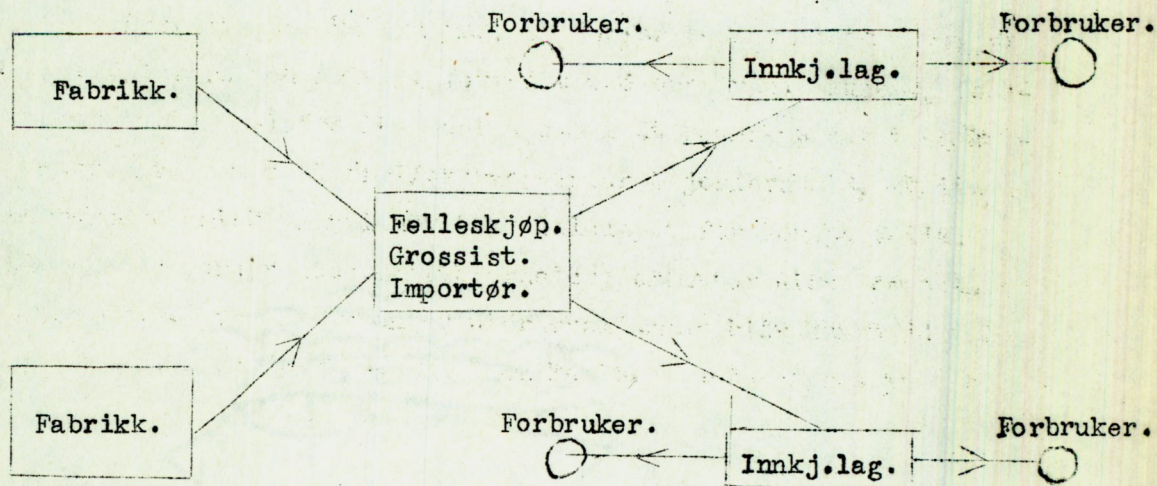 Forbruker.
Forbruker.
Fabrikk.
Innkj.lag.
Felleskjøp.
Grossist.
Importør.
Fabrikk.
Forbruker.
Forbruker.
Innkj.lag.